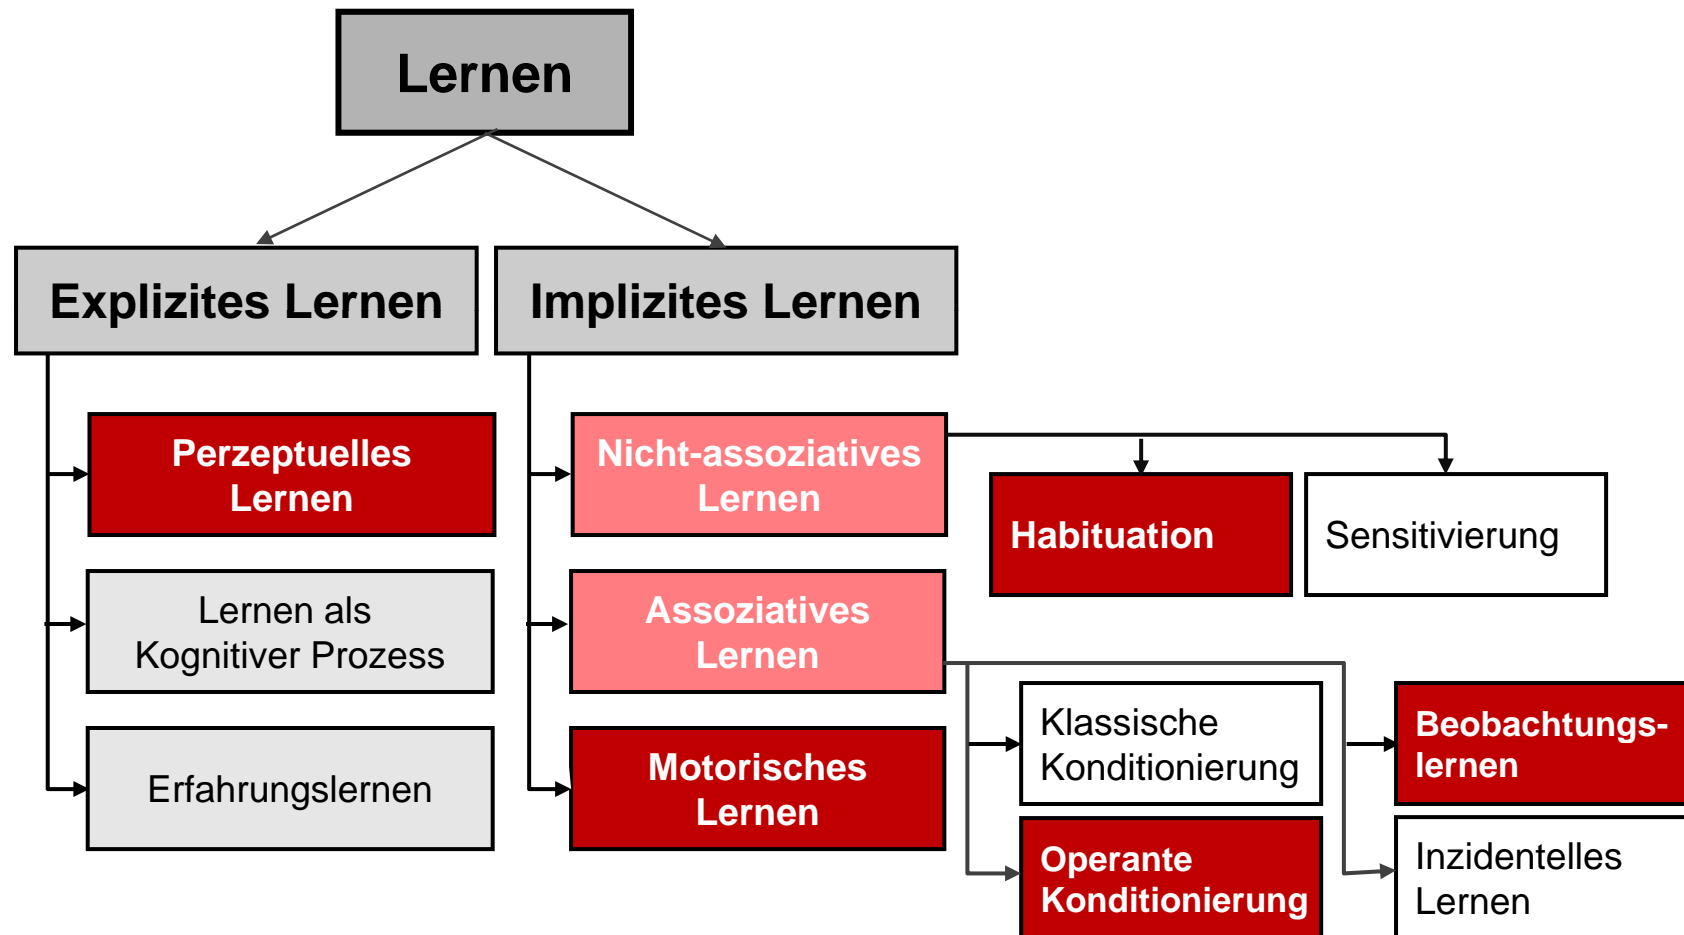 Lernen
Explizites Lernen
Implizites Lernen
Perzeptuelles
Lernen
Nicht-assoziatives
Lernen
Habituation
Sensitivierung
Lernen als
Kognitiver Prozess
Assoziatives
Lernen
Erfahrungslernen
Motorisches
Lernen
Klassische
Konditionierung
Beobachtungs-
lernen
Operante
Konditionierung
Inzidentelles
Lernen